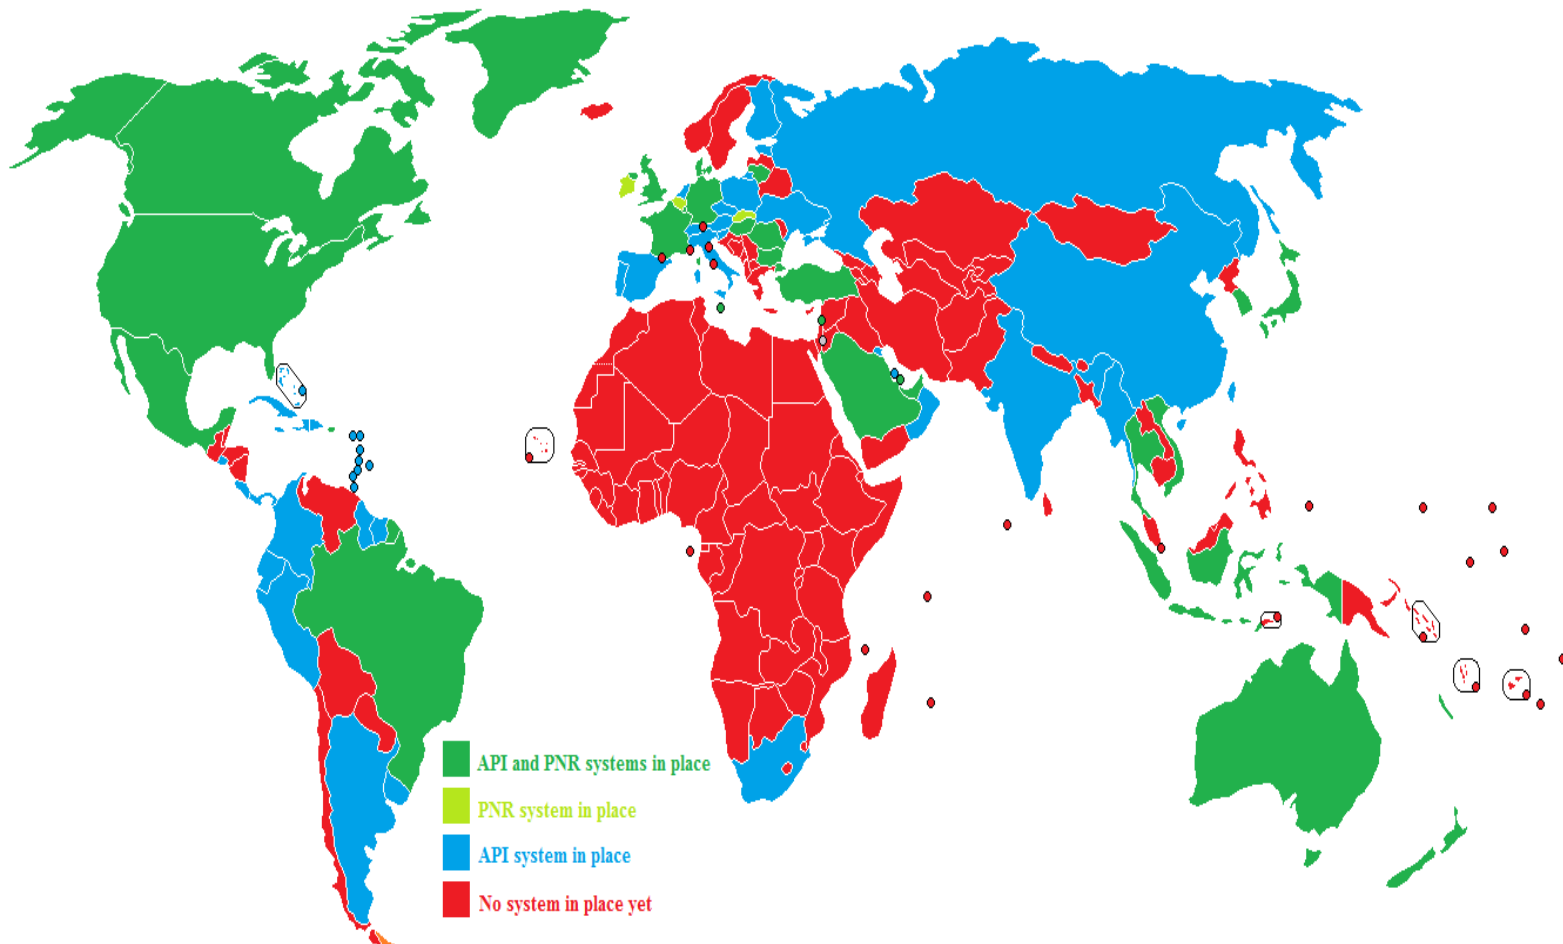 API and PNR systems in place
PNR system in place
API system in place
No system in place yet